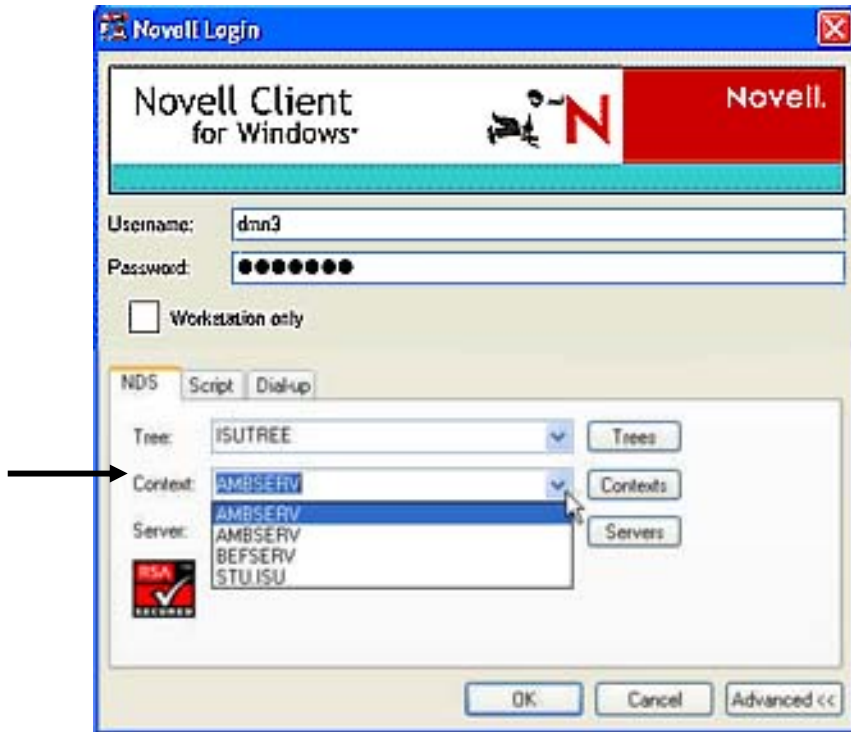 Novell Login
Novell Client
for Windows
N
Novell.
Username: dmn3
Password: ●●●●●●●
Workstation only
NDS Script Dial-up
Tree: ISUTREE Trees
Context: AMBSERV Contexts
AMBSERV
Server: AMBSERV Servers
BEFSERV
STU.ISU
RSA
SECURED
OK Cancel Advanced <<